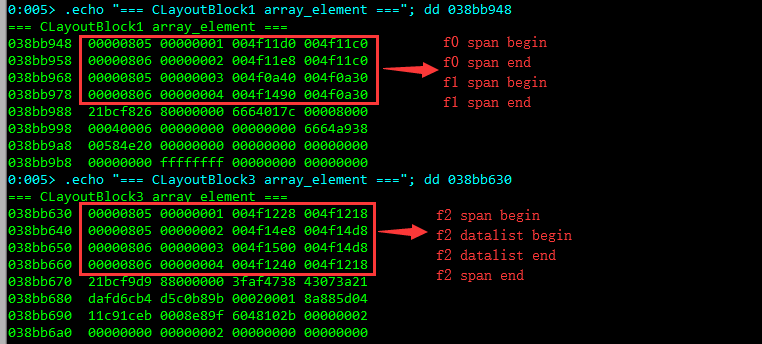 0:005> .echo "=== CLayoutBlock1 array_element ==="; dd 038bb948
=== CLayoutBlock1 array_element ===
038bb948 00000805 00000001 004f11d0 004f11c0 f0 span begin
038bb958 00000806 00000002 004f11e8 004f11c0 f0 span end
038bb968 00000805 00000003 004f0a40 004f0a30 f1 span begin
038bb978 00000806 00000004 004f1490 004f0a30 f1 span end
038bb988 21bcf826 80000000 6664017c 00008000
038bb998 00040006 00000000 00000000 6664a938
038bb9a8 00584e20 00000000 00000000 00000000
038bb9b8 00000000 ffffffff 00000000 00000000
0:005> .echo "=== CLayoutBlock3 array_element ==="; dd 038bb630
=== CLayoutBlock3 array_element ===
038bb630 00000805 00000001 004f1228 004f1218 f2 span begin
038bb640 00000805 00000002 004f14e8 004f14d8 f2 datalist begin
038bb650 00000806 00000003 004f1500 004f14d8 f2 datalist end
038bb660 00000806 00000004 004f1240 004f1218 f2 span end
038bb670 21bcf9d9 88000000 3faf4738 43073a21
038bb680 dafd6cb4 d5c0b89b 00020001 8a885d04
038bb690 11c91ceb 0008e89f 6048102b 00000002
038bb6a0 00000000 00000002 00000000 00000000